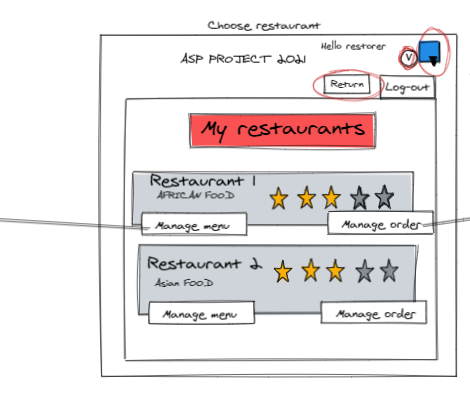 Choose restaurant
Hello restorer
ASP PROJECT 2021
V
Return
Log-out
My restaurants
Restaurant 1
AFRICAN FOOD
Manage menu
Manage order
Restaurant 2
Asian FOOD
Manage menu
Manage order